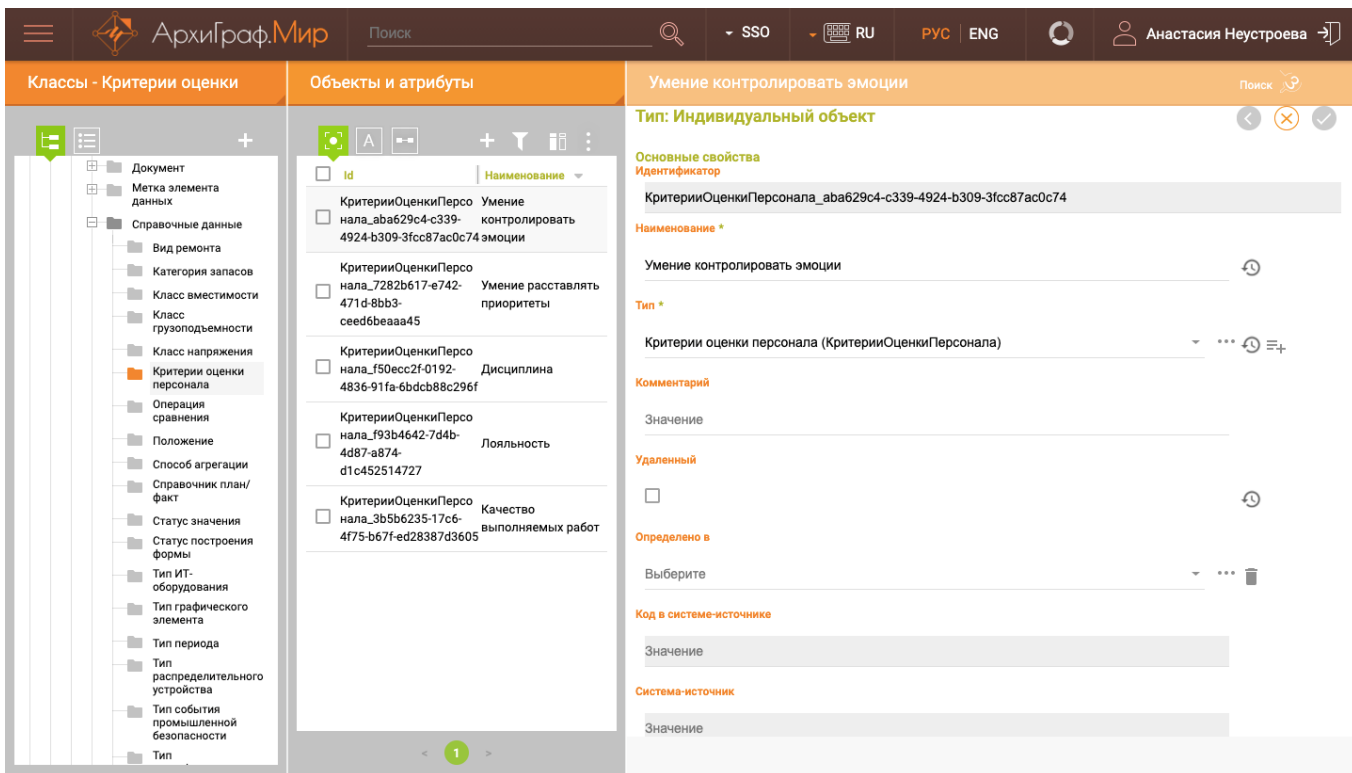 АрхиГраф.Мир
Поиск
SSO
RU
РУС
ENG
Анастасия Неустроева
Классы - Критерии оценки
Документ
Метка элемента
данных
Справочные данные
Вид ремонта
Категория запасов
Класс вместимости
Класс
грузоподъемности
Класс напряжения
Критерии оценки
персонала
Операция
сравнения
Положение
Способ агрегации
Справочник план/
факт
Статус значения
Статус построения
формы
Тип ИТ-
оборудования
Тип графического
элемента
Тип периода
Тип
распределительного
устройства
Тип события
промышленной
безопасности
Тип
Объекты и атрибуты
A
Id
Наименование
КритерииОценкиПерсо
нала_aba629c4-c339-
4924-b309-3fcc87ac0c74
Умение
контролировать
эмоции
КритерииОценкиПерсо
нала_7282b617-e742-
471d-8bb3-
ceed6beaaa45
Умение расставлять
приоритеты
КритерииОценкиПерсо
нала_f50ecc2f-0192-
4836-91fa-6bdcb88c296f
Дисциплина
КритерииОценкиПерсо
нала_f93b4642-7d4b-
4d87-a874-
d1c452514727
Лояльность
КритерииОценкиПерсо
нала_3b5b6235-17c6-
4f75-b67f-ed28387d3605
Качество
выполняемых работ
< 1 >
Умение контролировать эмоции
Поиск
Тип: Индивидуальный объект
Основные свойства
Идентификатор
КритерииОценкиПерсонала_aba629c4-c339-4924-b309-3fcc87ac0c74
Наименование *
Умение контролировать эмоции
Тип *
Критерии оценки персонала (КритерииОценкиПерсонала)
Комментарий
Значение
Удаленный
Определено в
Выберите
Код в системе-источнике
Значение
Система-источник
Значение